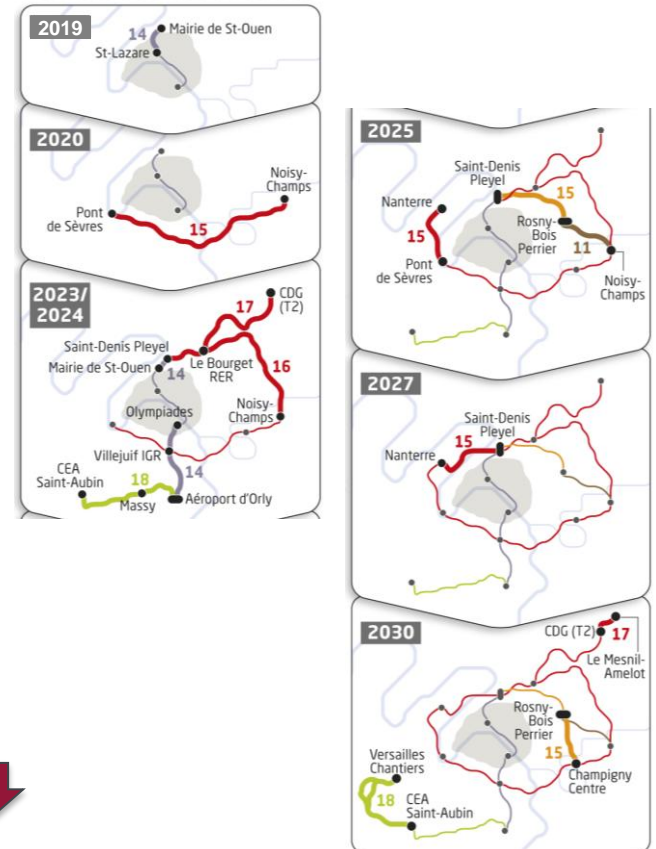 2019
14
Mairie de St-Ouen
St-Lazare
2020
Noisy-
Champs
Pont
de Sèvres
15
2023/
2024
17
CDG
(T2)
Saint-Denis Pleyel
Mairie de St-Ouen
14
Le Bourget
RER
16
Olympiades
Noisy-
Champs
Villejuif IGR
CEA
Saint-Aubin
18
14
Massy
Aéroport d'Orly
2025
Saint-Denis
Pleyel
Nanterre
15
15
Rosny-
Bois
Perrier
11
Pont
de Sèvres
Noisy-
Champs
2027
Saint-Denis
Pleyel
15
Nanterre
2030
CDG (T2)
17
Le Mesnil-
Amelot
Rosny-
Bois
Perrier
15
Versailles
Chantiers
Champigny
Centre
18
CEA
Saint-Aubin